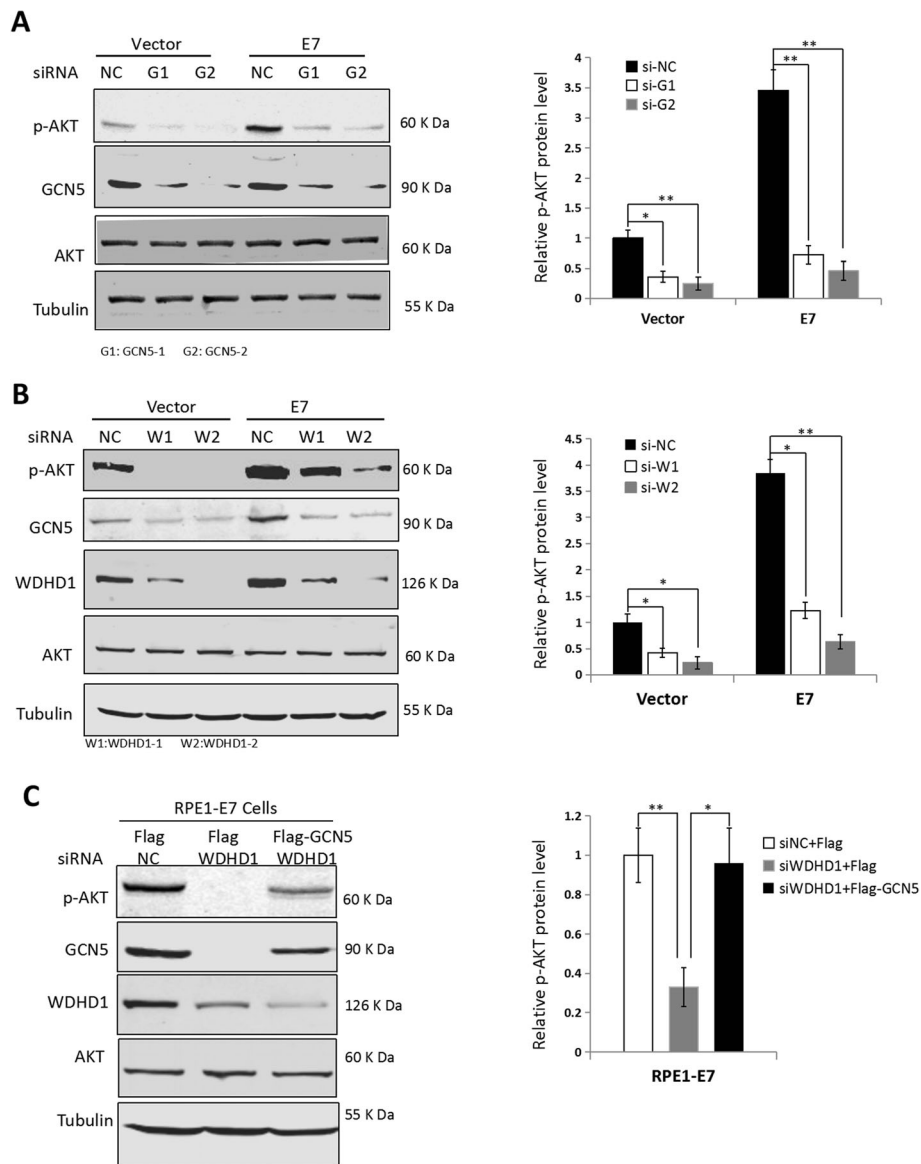 A
Vector E7
siRNA NC G1 G2 NC G1 G2
p-AKT 60 K Da
GCN5 90 K Da
AKT 60 K Da
Tubulin 55 K Da
G1: GCN5-1 G2: GCN5-2
Relative p-AKT protein level
4
3.5
3
2.5
2
1.5
1
0.5
0
si-NC
si-G1
si-G2
* ** ** **
Vector E7
B
Vector E7
siRNA NC W1 W2 NC W1 W2
p-AKT 60 K Da
GCN5 90 K Da
WDHD1 126 K Da
AKT 60 K Da
Tubulin 55 K Da
W1:WDHD1-1 W2:WDHD1-2
Relative p-AKT protein level
4.5
4
3.5
3
2.5
2
1.5
1
0.5
0
si-NC
si-W1
si-W2
* * * **
Vector E7
C
RPE1-E7 Cells
Flag Flag Flag-GCN5
siRNA NC WDHD1 WDHD1
p-AKT 60 K Da
GCN5 90 K Da
WDHD1 126 K Da
AKT 60 K Da
Tubulin 55 K Da
Relative p-AKT protein level
1.2
1
0.8
0.6
0.4
0.2
0
** *
siNC+Flag
siWDHD1+Flag
siWDHD1+Flag-GCN5
RPE1-E7